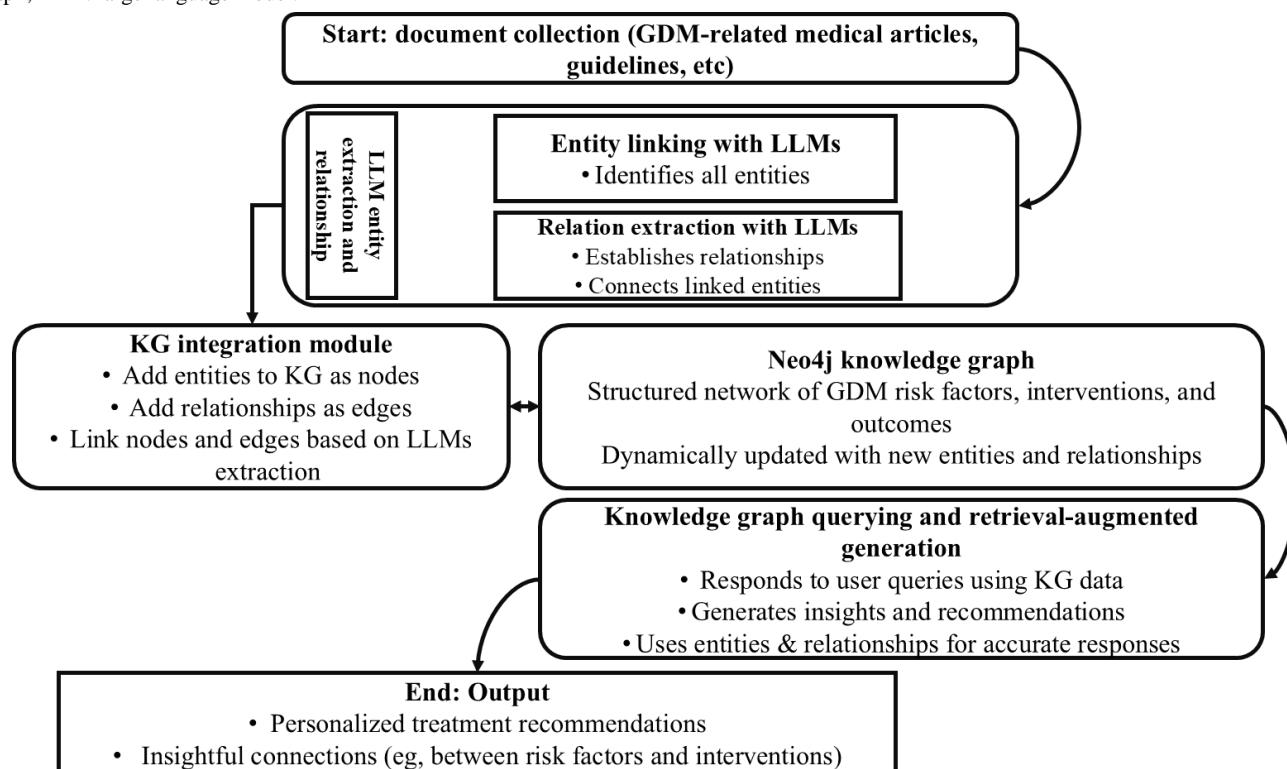 Start: document collection (GDM-related medical articles,
guidelines, etc)
LLM entity
extraction and
relationship
Entity linking with LLMs
• Identifies all entities
Relation extraction with LLMs
• Establishes relationships
• Connects linked entities
KG integration module
• Add entities to KG as nodes
• Add relationships as edges
• Link nodes and edges based on LLMs
extraction
Neo4j knowledge graph
Structured network of GDM risk factors, interventions, and
outcomes
Dynamically updated with new entities and relationships
Knowledge graph querying and retrieval-augmented
generation
• Responds to user queries using KG data
• Generates insights and recommendations
• Uses entities & relationships for accurate responses
End: Output
• Personalized treatment recommendations
• Insightful connections (eg, between risk factors and interventions)